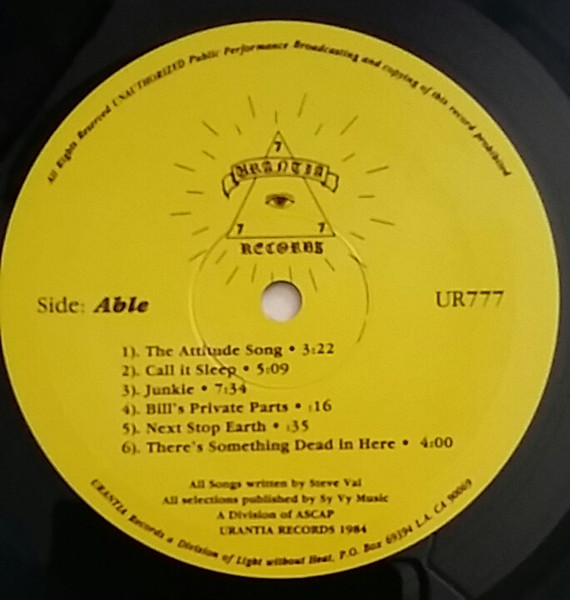 All Rights Reserved UNAUTHORIZED Public Performance Broadcasting and copying of this record prohibited
7
URANTIA
7 7
RECORDS
Side: Able
UR777
1). The Attitude Song • 3:22
2). Call it Sleep • 5:09
3). Junkie • 7:34
4). Bill's Private Parts • :16
5). Next Stop Earth • :35
6). There's Something Dead in Here • 4:00
All Songs written by Steve Vai
All selections published by Sy Vy Music
A Division of ASCAP
URANTIA RECORDS 1984
URANTIA Records a Division of Light without Heat, P.O. Box 69394 L.A. CA 90069